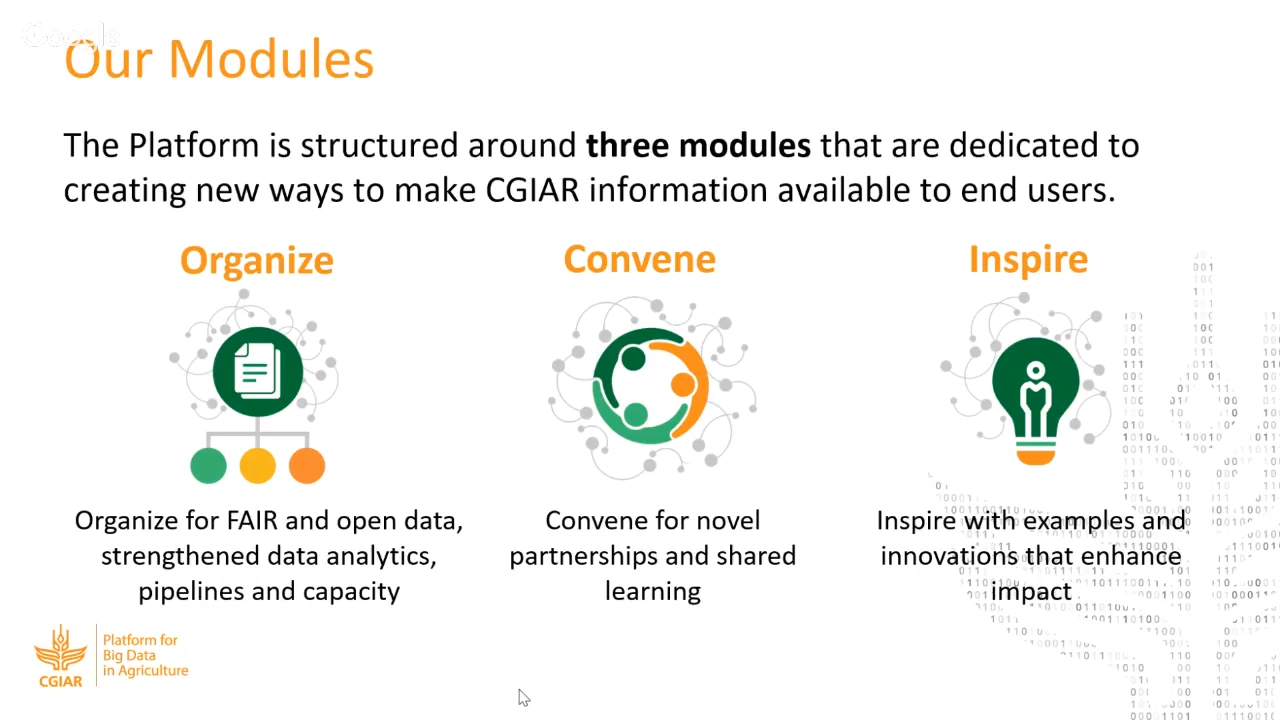 Google
Our Modules
The Platform is structured around three modules that are dedicated to
creating new ways to make CGIAR information available to end users.
Organize
Convene
Inspire
Organize for FAIR and open data,
strengthened data analytics,
pipelines and capacity
Convene for novel
partnerships and shared
learning
Inspire with examples and
innovations that enhance
impact
CGIAR
Platform for
Big Data
in Agriculture